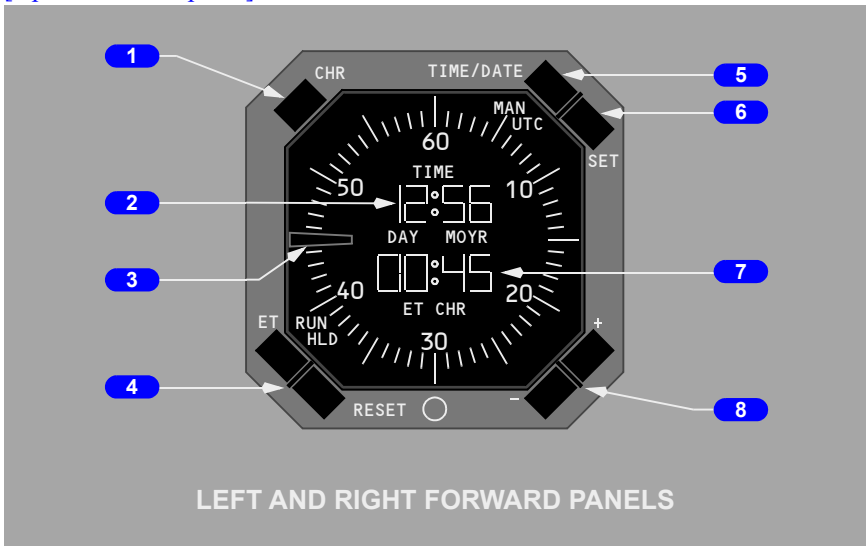 1
CHR
TIME/DATE
5
MAN
UTC
6
SET
60
50
10
TIME
2
12:56
DAY MOYR
3
00:45
7
40
20
ET CHR
ET
RUN
HLD
30
+
4
RESET
-
8
LEFT AND RIGHT FORWARD PANELS